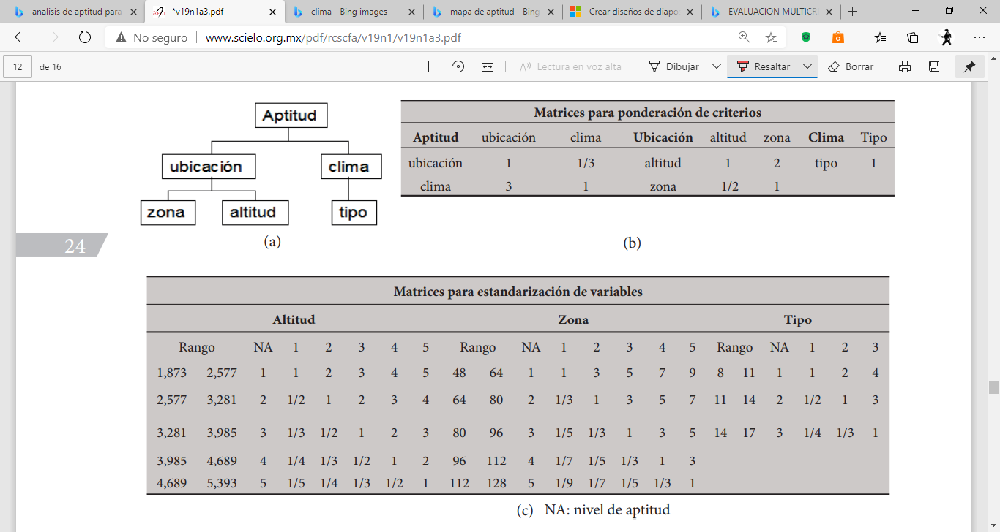 analisis de aptitud para
*v19n1a3.pdf
clima - Bing images
mapa de aptitud - Bing
Crear diseños de diapo
EVALUACION MULTICRI
No seguro | www.scielo.org.mx/pdf/rcscfa/v19n1/v19n1a3.pdf
12 de 16
Lectura en voz alta
Dibujar
Resaltar
Borrar
Aptitud
ubicación clima
zona altitud tipo
(a)
Matrices para ponderación de criterios
Aptitud ubicación clima Ubicación altitud zona Clima Tipo
ubicación 1 1/3 altitud 1 2 tipo 1
clima 3 1 zona 1/2 1
(b)
24
Matrices para estandarización de variables
Altitud Zona Tipo
Rango NA 1 2 3 4 5 Rango NA 1 2 3 4 5 Rango NA 1 2 3
1,873 2,577 1 1 2 3 4 5 48 64 1 1 3 5 7 9 8 11 1 1 2 4
2,577 3,281 2 1/2 1 2 3 4 64 80 2 1/3 1 3 5 7 11 14 2 1/2 1 3
3,281 3,985 3 1/3 1/2 1 2 3 80 96 3 1/5 1/3 1 3 5 14 17 3 1/4 1/3 1
3,985 4,689 4 1/4 1/3 1/2 1 2 96 112 4 1/7 1/5 1/3 1 3
4,689 5,393 5 1/5 1/4 1/3 1/2 1 112 128 5 1/9 1/7 1/5 1/3 1
(c) NA: nivel de aptitud